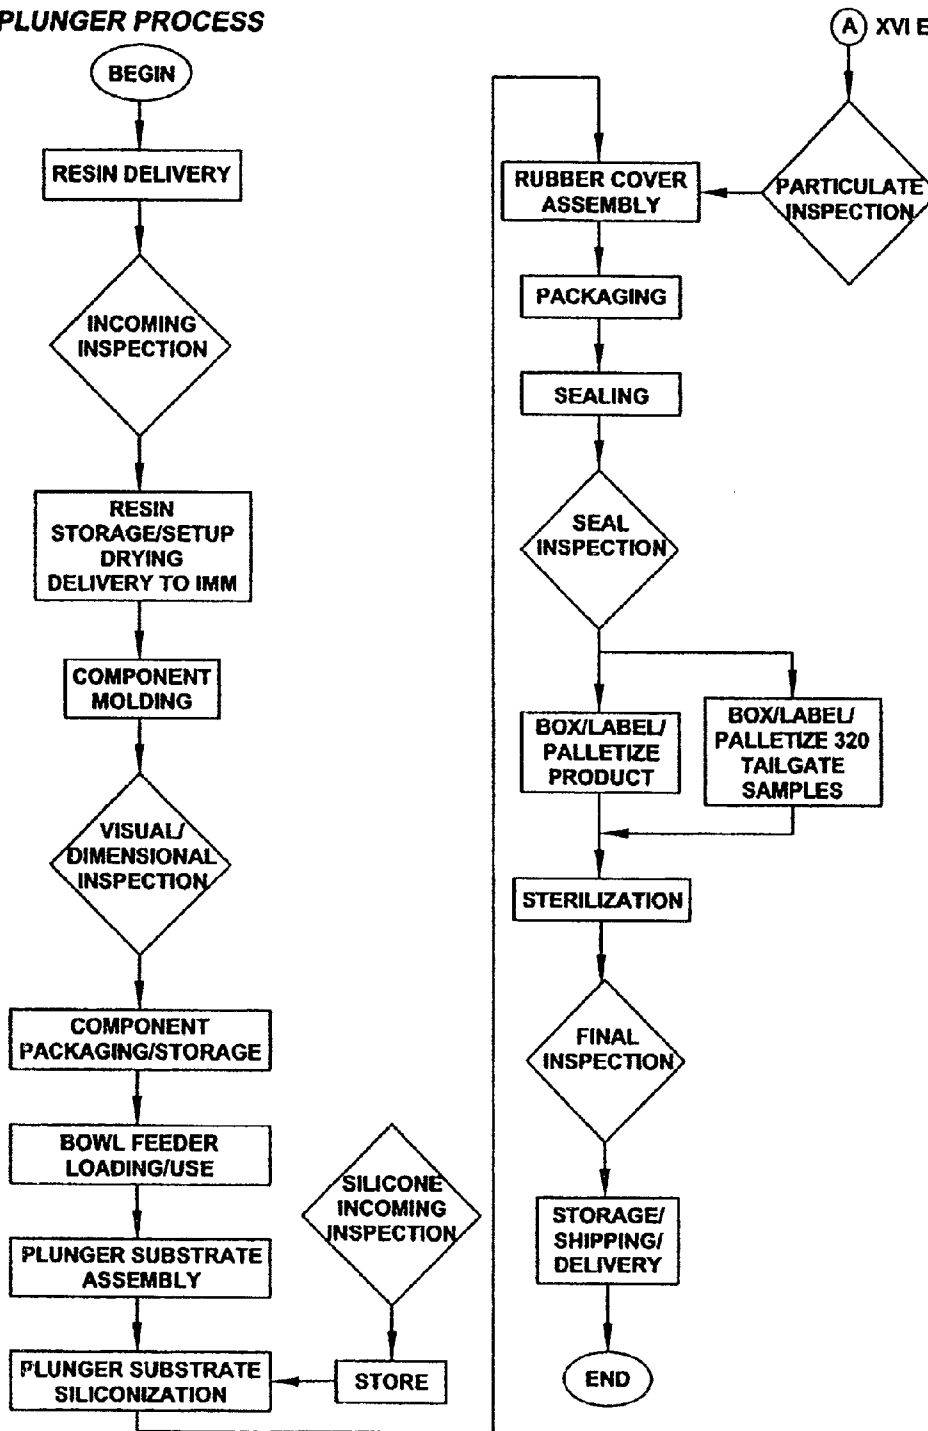 PLUNGER PROCESS
BEGIN
RESIN DELIVERY
INCOMING
INSPECTION
RESIN
STORAGE/SETUP
DRYING
DELIVERY TO IMM
COMPONENT
MOLDING
VISUAL/
DIMENSIONAL
INSPECTION
COMPONENT
PACKAGING/STORAGE
BOWL FEEDER
LOADING/USE
PLUNGER SUBSTRATE
ASSEMBLY
PLUNGER SUBSTRATE
SILICONIZATION
SILICONE
INCOMING
INSPECTION
STORE
A XVI E
PARTICULATE
INSPECTION
RUBBER COVER
ASSEMBLY
PACKAGING
SEALING
SEAL
INSPECTION
BOX/LABEL/
PALLETIZE
PRODUCT
BOX/LABEL/
PALLETIZE 320
TAILGATE
SAMPLES
STERILIZATION
FINAL
INSPECTION
STORAGE/
SHIPPING/
DELIVERY
END